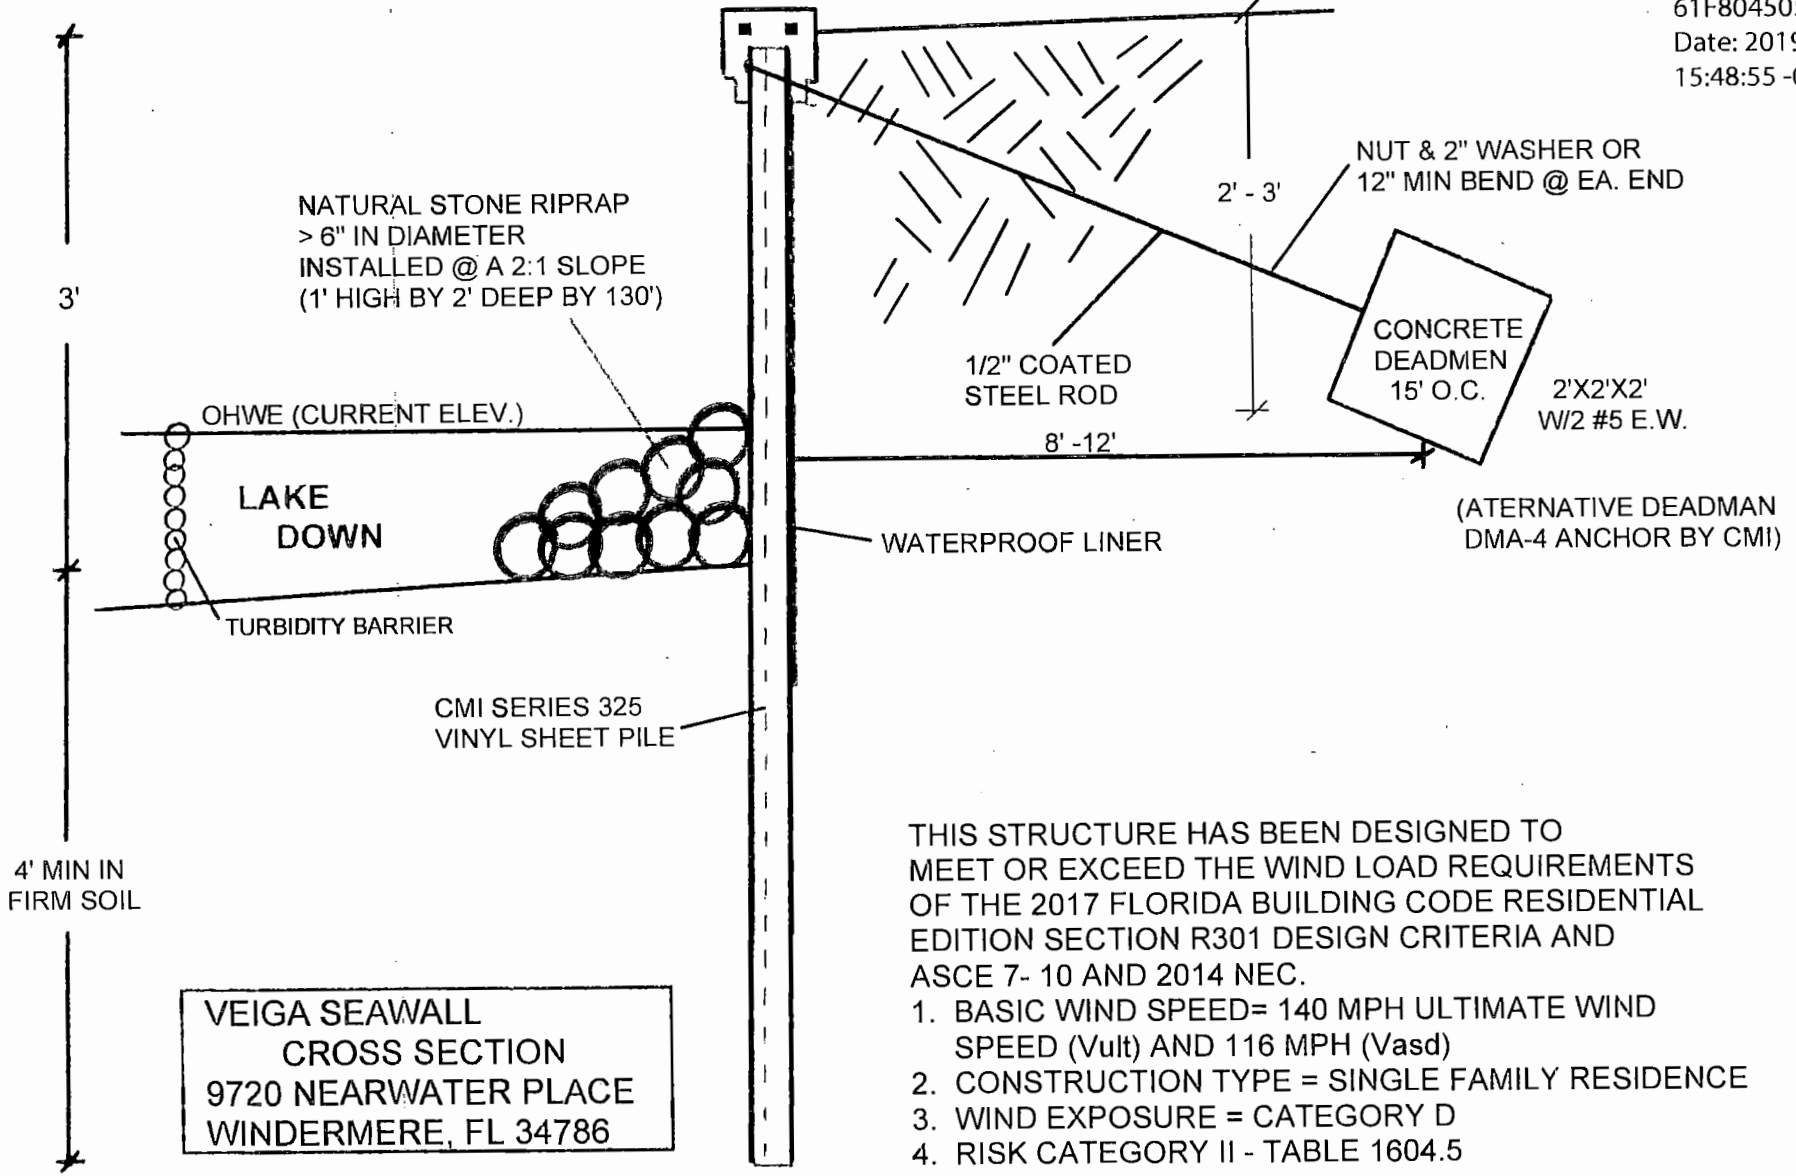 61F80450
Date: 2019
15:48:55 -0
NUT & 2" WASHER OR
12" MIN BEND @ EA. END
2' - 3'
NATURAL STONE RIPRAP
> 6" IN DIAMETER
INSTALLED @ A 2:1 SLOPE
(1' HIGH BY 2' DEEP BY 130')
3'
CONCRETE
DEADMEN
15' O.C.
2'X2'X2'
W/2 #5 E.W.
1/2" COATED
STEEL ROD
OHWE (CURRENT ELEV.)
8' -12'
LAKE
DOWN
(ATERNATIVE DEADMAN
DMA-4 ANCHOR BY CMI)
WATERPROOF LINER
TURBIDITY BARRIER
CMI SERIES 325
VINYL SHEET PILE
4' MIN IN
FIRM SOIL
THIS STRUCTURE HAS BEEN DESIGNED TO
MEET OR EXCEED THE WIND LOAD REQUIREMENTS
OF THE 2017 FLORIDA BUILDING CODE RESIDENTIAL
EDITION SECTION R301 DESIGN CRITERIA AND
ASCE 7- 10 AND 2014 NEC.
1. BASIC WIND SPEED= 140 MPH ULTIMATE WIND
SPEED (Vult) AND 116 MPH (Vasd)
2. CONSTRUCTION TYPE = SINGLE FAMILY RESIDENCE
3. WIND EXPOSURE = CATEGORY D
4. RISK CATEGORY II - TABLE 1604.5
VEIGA SEAWALL
CROSS SECTION
9720 NEARWATER PLACE
WINDERMERE, FL 34786